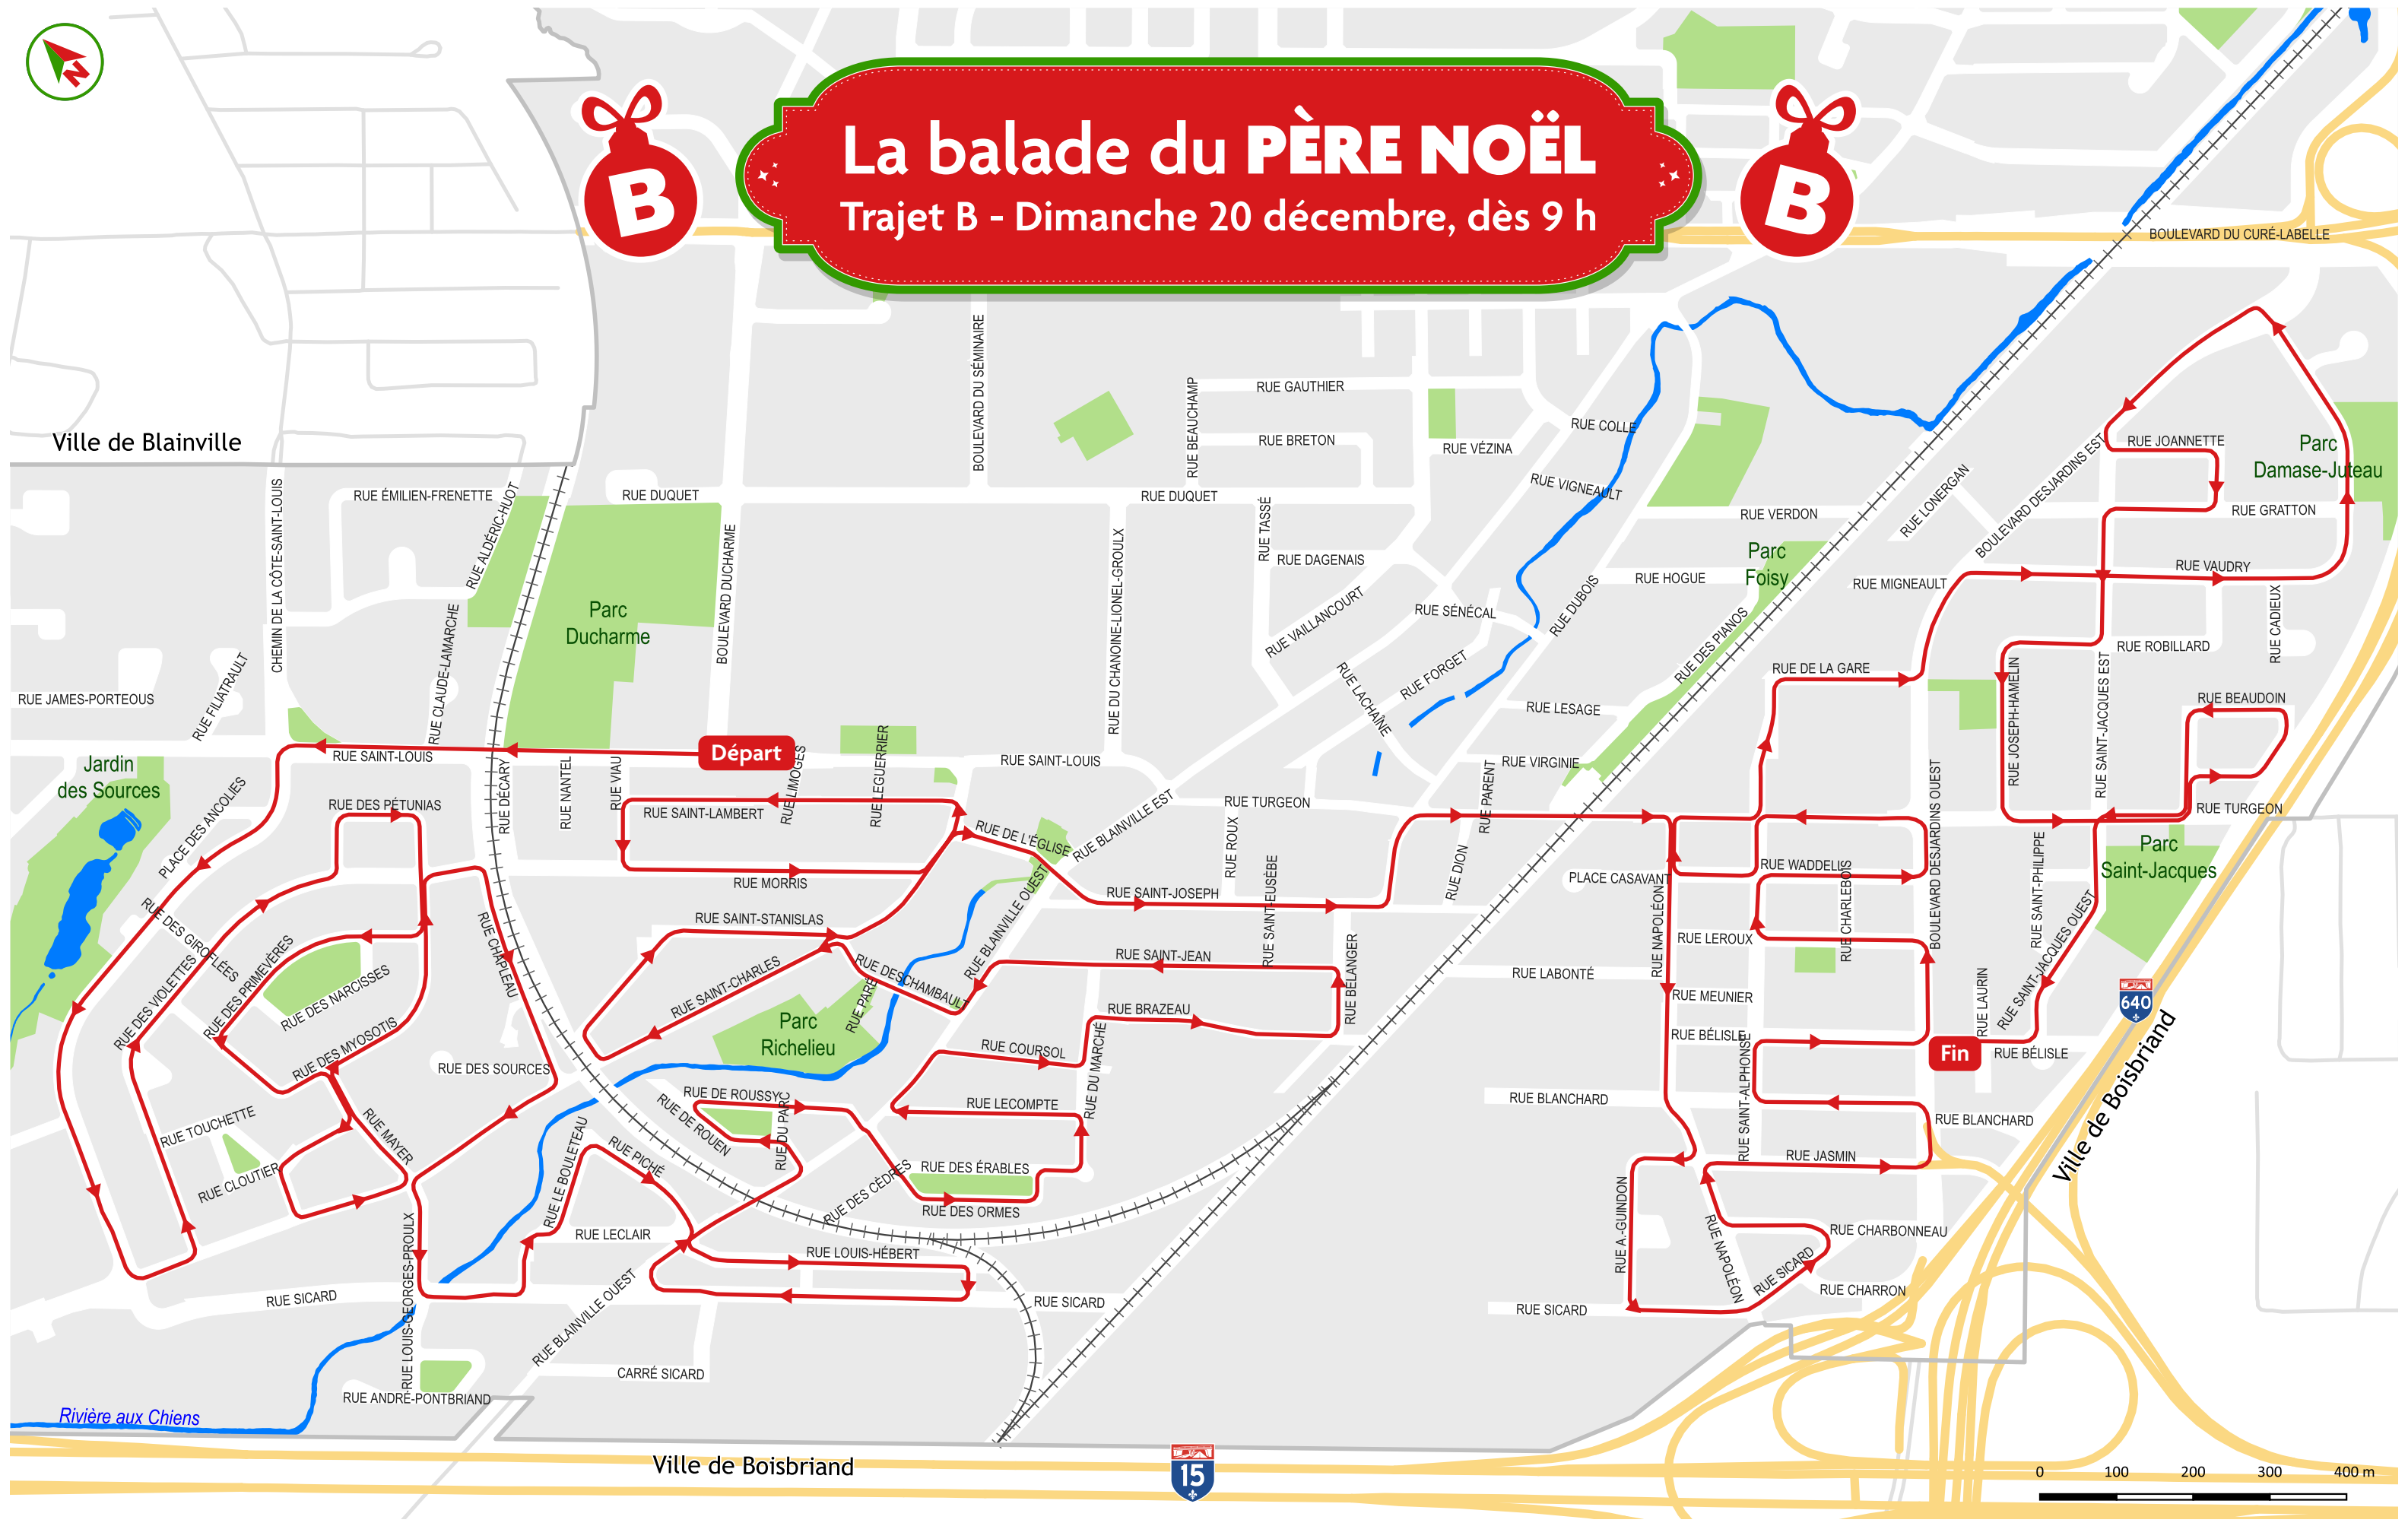 N
B
La balade du PÈRE NOËL
Trajet B - Dimanche 20 décembre, dès 9 h
B
BOULEVARD DU CURÉ-LABELLE
Ville de Blainville
BOULEVARD DU SÉMINAIRE
RUE BEAUCHAMP
RUE GAUTHIER
RUE BRETON
RUE COLLE
RUE VÉZINA
RUE VIGNEAULT
RUE JOANNETTE
Parc
Damase-Juteau
RUE ÉMILIEN-FRENETTE
RUE DUQUET
RUE DUQUET
RUE VERDON
RUE LONERGAN
BOULEVARD DESJARDINS EST
RUE GRATTON
CHEMIN DE LA CÔTE-SAINT-LOUIS
RUE ALDÉRIC-HUOT
BOULEVARD DUCHARME
RUE DU CHANOINE-LIONEL-GROULX
RUE TASSÉ
RUE DAGENAIS
Parc
Foisy
RUE HOGUE
RUE MIGNEAULT
RUE VAUDRY
Parc
Ducharme
RUE VAILLANCOURT
RUE SÉNÉCAL
RUE DUBOIS
RUE CADIEUX
RUE CLAUDE-LAMARCHE
RUE FILIATRAULT
RUE JAMES-PORTEOUS
RUE LACHAÎNE
RUE FORGET
RUE DES PIANOS
RUE DE LA GARE
RUE JOSEPH-HAMELIN
RUE SAINT-JACQUES EST
RUE ROBILLARD
RUE LESAGE
RUE BEAUDOIN
Départ
RUE SAINT-LOUIS
RUE SAINT-LOUIS
RUE VIRGINIE
Jardin
des Sources
PLACE DES ANCOLIES
RUE DES PÉTUNIAS
RUE DÉCARY
RUE NANTEL
RUE VIAU
RUE LIMOGES
RUE LEGUERRIER
RUE SAINT-LAMBERT
RUE DE L'ÉGLISE
RUE BLAINVILLE EST
RUE TURGEON
RUE ROUX
RUE PARENT
RUE TURGEON
RUE MORRIS
RUE DION
PLACE CASAVANT
RUE WADDELL
RUE CHARLEBOIS
BOULEVARD DESJARDINS OUEST
RUE SAINT-PHILIPPE
Parc
Saint-Jacques
RUE SAINT-JOSEPH
RUE SAINT-EUSÈBE
RUE SAINT-STANISLAS
RUE DES GIROFLÉES
RUE DES VIOLETTES
RUE DES PRIMEVÈRES
RUE DES NARCISSES
RUE CHAPLEAU
RUE SAINT-CHARLES
RUE DESCHAMBAULT
RUE BLAINVILLE OUEST
RUE SAINT-JEAN
RUE BÉLANGER
RUE NAPOLÉON
RUE LEROUX
RUE LABONTÉ
RUE MEUNIER
RUE SAINT-JACQUES OUEST
RUE LAURIN
640
RUE PARÉ
Parc
Richelieu
RUE BRAZEAU
RUE BÉLISLE
Fin
RUE BÉLISLE
RUE DES MYOSOTIS
RUE DES SOURCES
RUE COURSOL
RUE DU MARCHÉ
RUE SAINT-ALPHONSE
Ville de Boisbriand
RUE TOUCHETTE
RUE MAYER
RUE DE ROUSSY
RUE DE ROUEN
RUE DU PARC
RUE LECOMPTE
RUE BLANCHARD
RUE BLANCHARD
RUE CLOUTIER
RUE LE BOULETEAU
RUE PICHÉ
RUE DES CÈDRES
RUE DES ÉRABLES
RUE DES ORMES
RUE JASMIN
RUE A.-GUINDON
RUE LECLAIR
RUE LOUIS-HÉBERT
RUE NAPOLÉON
RUE CHARBONNEAU
RUE LOUIS-GEORGES-PROULX
RUE SICARD
RUE BLAINVILLE OUEST
RUE SICARD
RUE SICARD
RUE SICARD
RUE CHARRON
CARRÉ SICARD
RUE ANDRÉ-PONTBRIAND
Rivière aux Chiens
Ville de Boisbriand
15
0 100 200 300 400 m